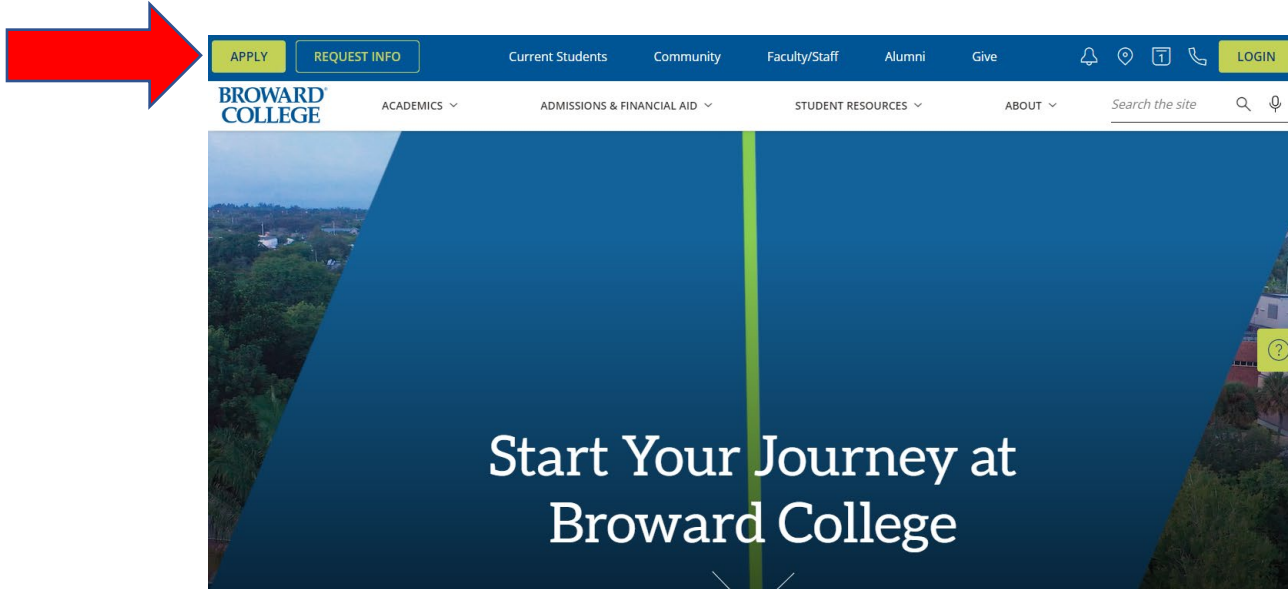 APPLY REQUEST INFO Current Students Community Faculty/Staff Alumni Give 1 LOGIN
BROWARD® COLLEGE
ACADEMICS ADMISSIONS & FINANCIAL AID STUDENT RESOURCES ABOUT Search the site
?
Start Your Journey at
Broward College